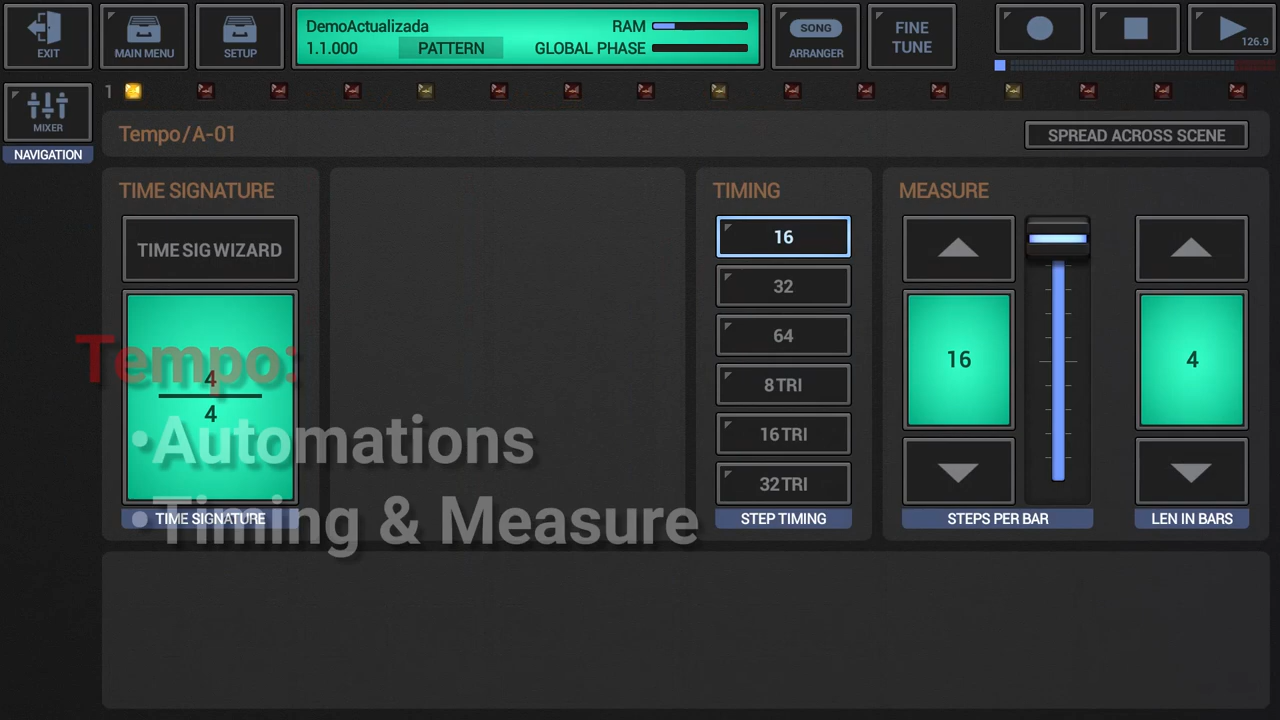 EXIT
MAIN MENU
SETUP
DemoActualizada
RAM
1.1.000
PATTERN
GLOBAL PHASE
SONG
ARRANGER
FINE
TUNE
126.9
MIXER
NAVIGATION
1
Tempo/A-01
SPREAD ACROSS SCENE
TIME SIGNATURE
TIME SIG WIZARD
4
4
TIME SIGNATURE
Tempo:
•Automations
•Timing & Measure
TIMING
16
32
64
8 TRI
16 TRI
32 TRI
STEP TIMING
MEASURE
16
4
STEPS PER BAR
LEN IN BARS